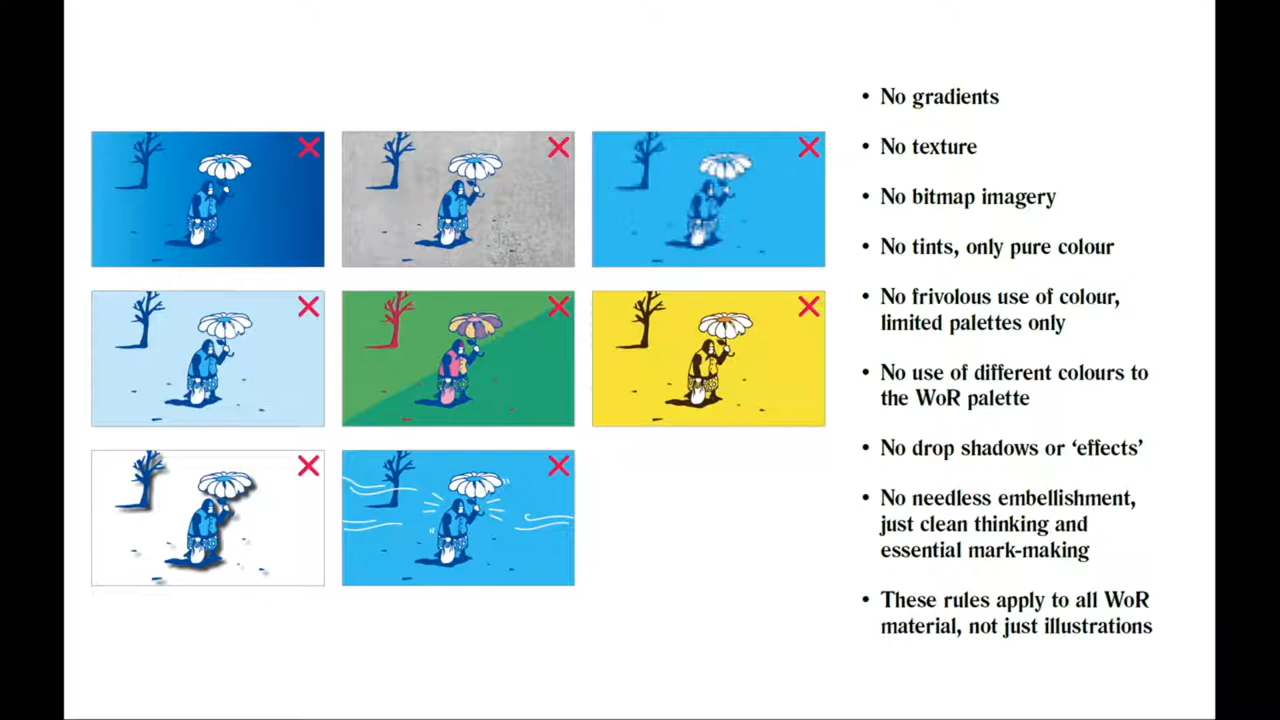 • No gradients
• No texture
• No bitmap imagery
• No tints, only pure colour
• No frivolous use of colour,
limited palettes only
• No use of different colours to
the WoR palette
• No drop shadows or ‘effects’
• No needless embellishment,
just clean thinking and
essential mark-making
• These rules apply to all WoR
material, not just illustrations